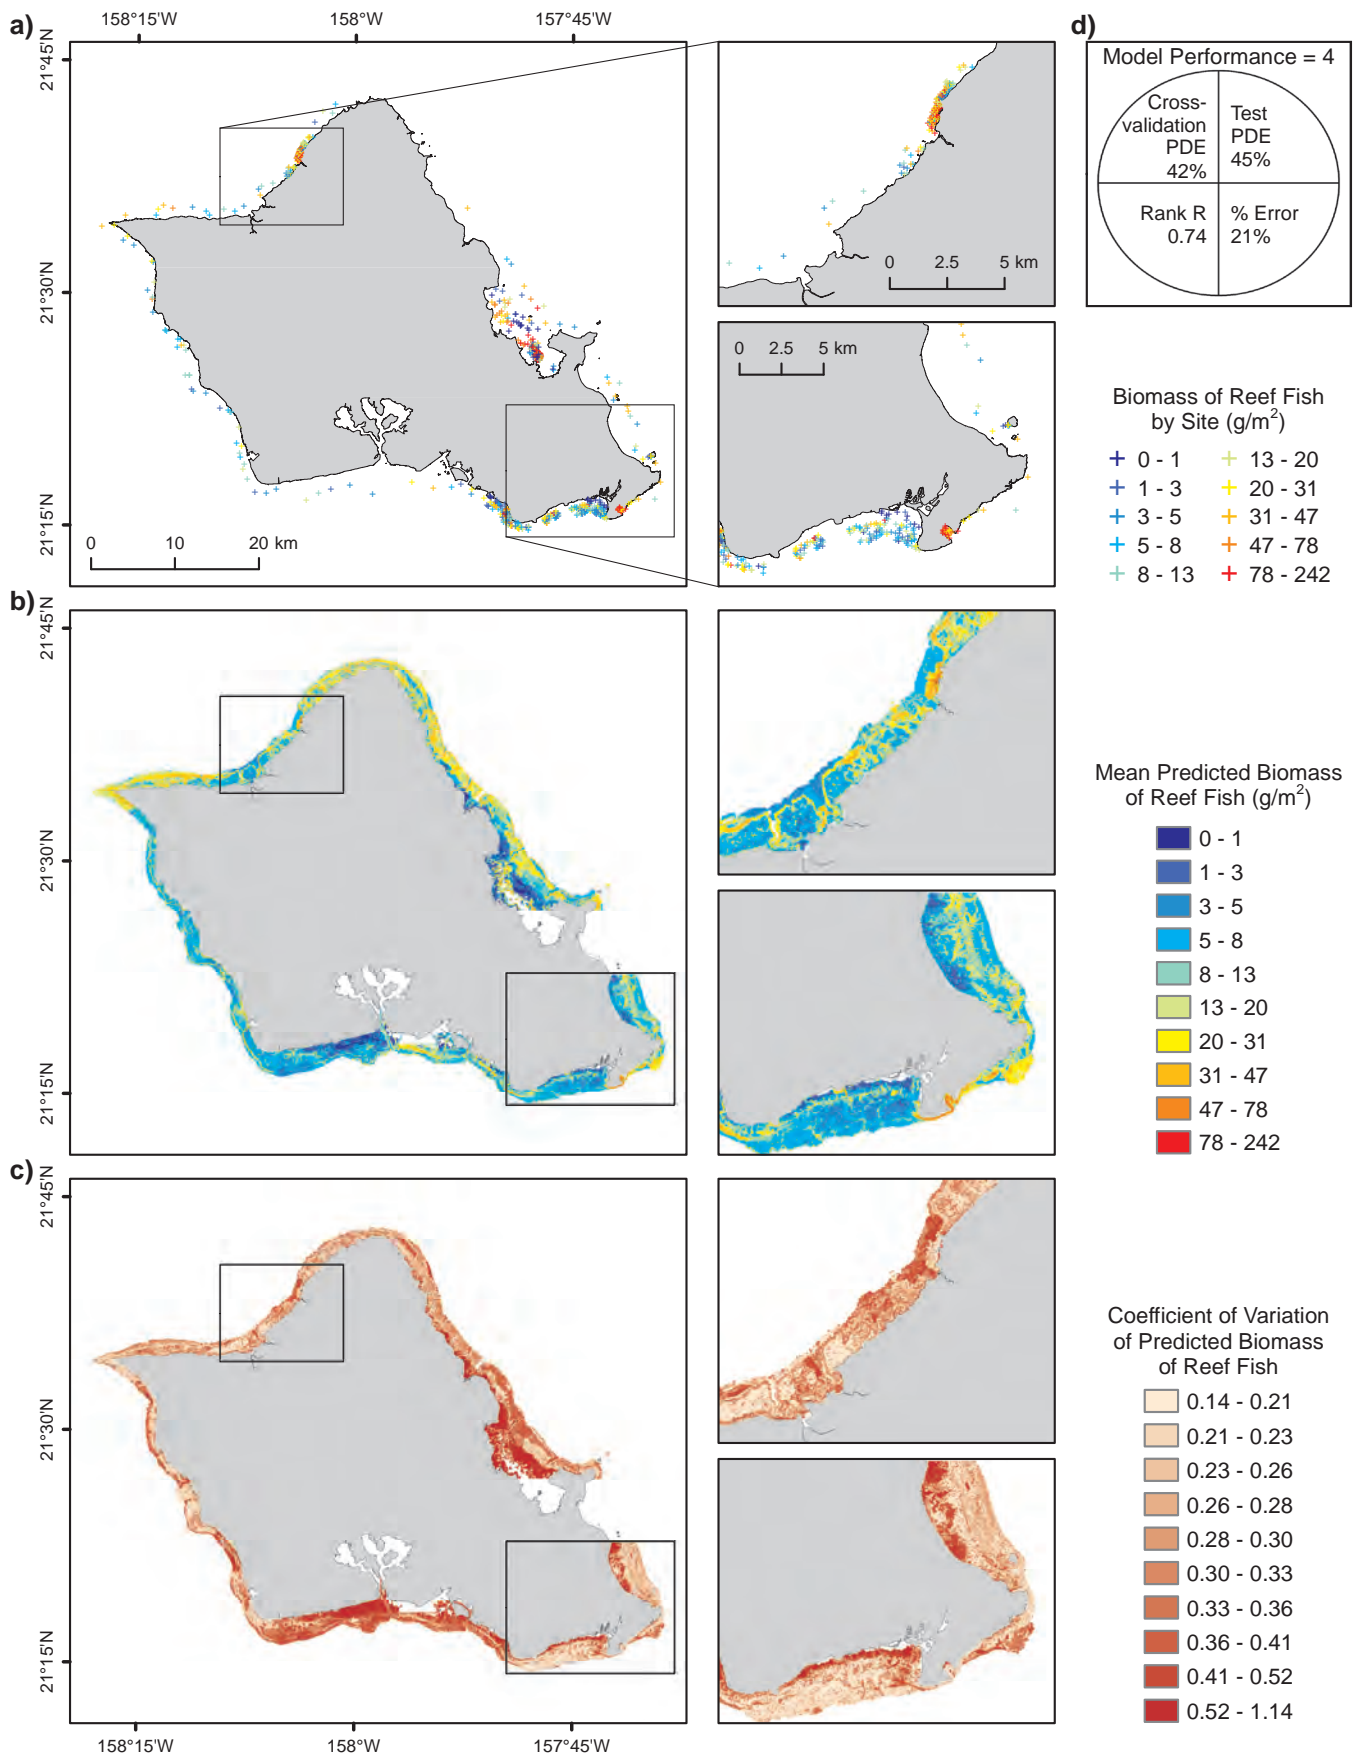 158°15'W 158°W 157°45'W
a)
21°45'N
21°30'N
21°15'N
0 10 20 km
0 2.5 5 km
0 2.5 5 km
d)
Model Performance = 4
Cross-
validation
PDE
42%
Test
PDE
45%
Rank R
0.74
% Error
21%
Biomass of Reef Fish
by Site (g/m²)
0 - 1
1 - 3
3 - 5
5 - 8
8 - 13
13 - 20
20 - 31
31 - 47
47 - 78
78 - 242
b)
21°45'N
21°30'N
21°15'N
Mean Predicted Biomass
of Reef Fish (g/m²)
0 - 1
1 - 3
3 - 5
5 - 8
8 - 13
13 - 20
20 - 31
31 - 47
47 - 78
78 - 242
c)
21°45'N
21°30'N
21°15'N
Coefficient of Variation
of Predicted Biomass
of Reef Fish
0.14 - 0.21
0.21 - 0.23
0.23 - 0.26
0.26 - 0.28
0.28 - 0.30
0.30 - 0.33
0.33 - 0.36
0.36 - 0.41
0.41 - 0.52
0.52 - 1.14
158°15'W 158°W 157°45'W